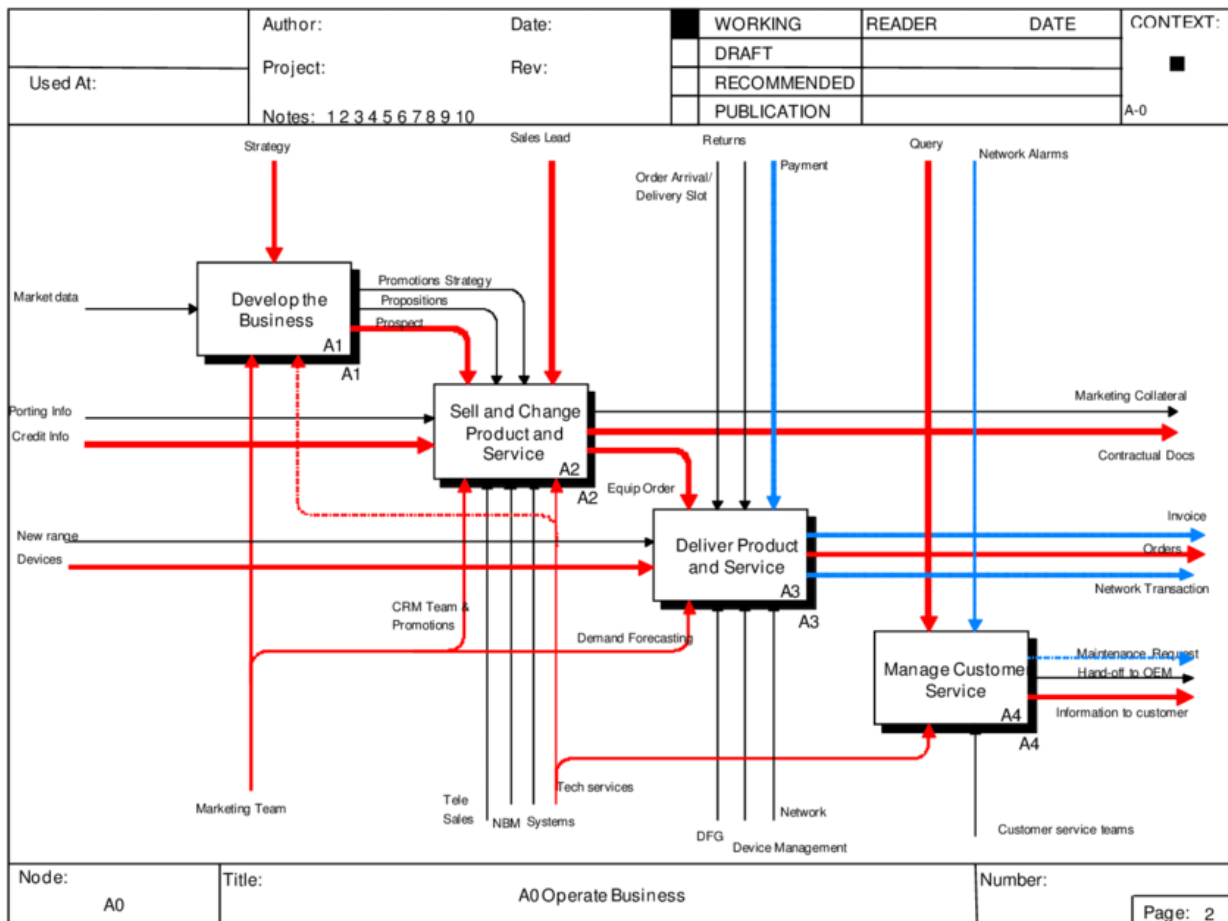 Author:
Date:
WORKING
READER
DATE
CONTEXT:
DRAFT
Used At:
Project:
Rev:
RECOMMENDED
Notes: 1 2 3 4 5 6 7 8 9 10
PUBLICATION
A-0
Strategy
Sales Lead
Returns
Query
Network Alarms
Order Arrival/
Delivery Slot
Payment
Market data
Develop the
Business
A1
A1
Promotions Strategy
Propositions
Prospect
Porting Info
Credit Info
Sell and Change
Product and
Service
A2
A2
Marketing Collateral
Contractual Docs
Equip Order
New range
Devices
Deliver Product
and Service
A3
A3
Invoice
Orders
Network Transaction
CRM Team &
Promotions
Demand Forecasting
Manage Customer
Service
A4
A4
Maintenance Request
Hand-off to OEM
Information to customer
Marketing Team
Tele
Sales
NBM
Systems
Tech services
DFG
Device Management
Network
Customer service teams
Node:
A0
Title:
A0 Operate Business
Number:
Page: 2